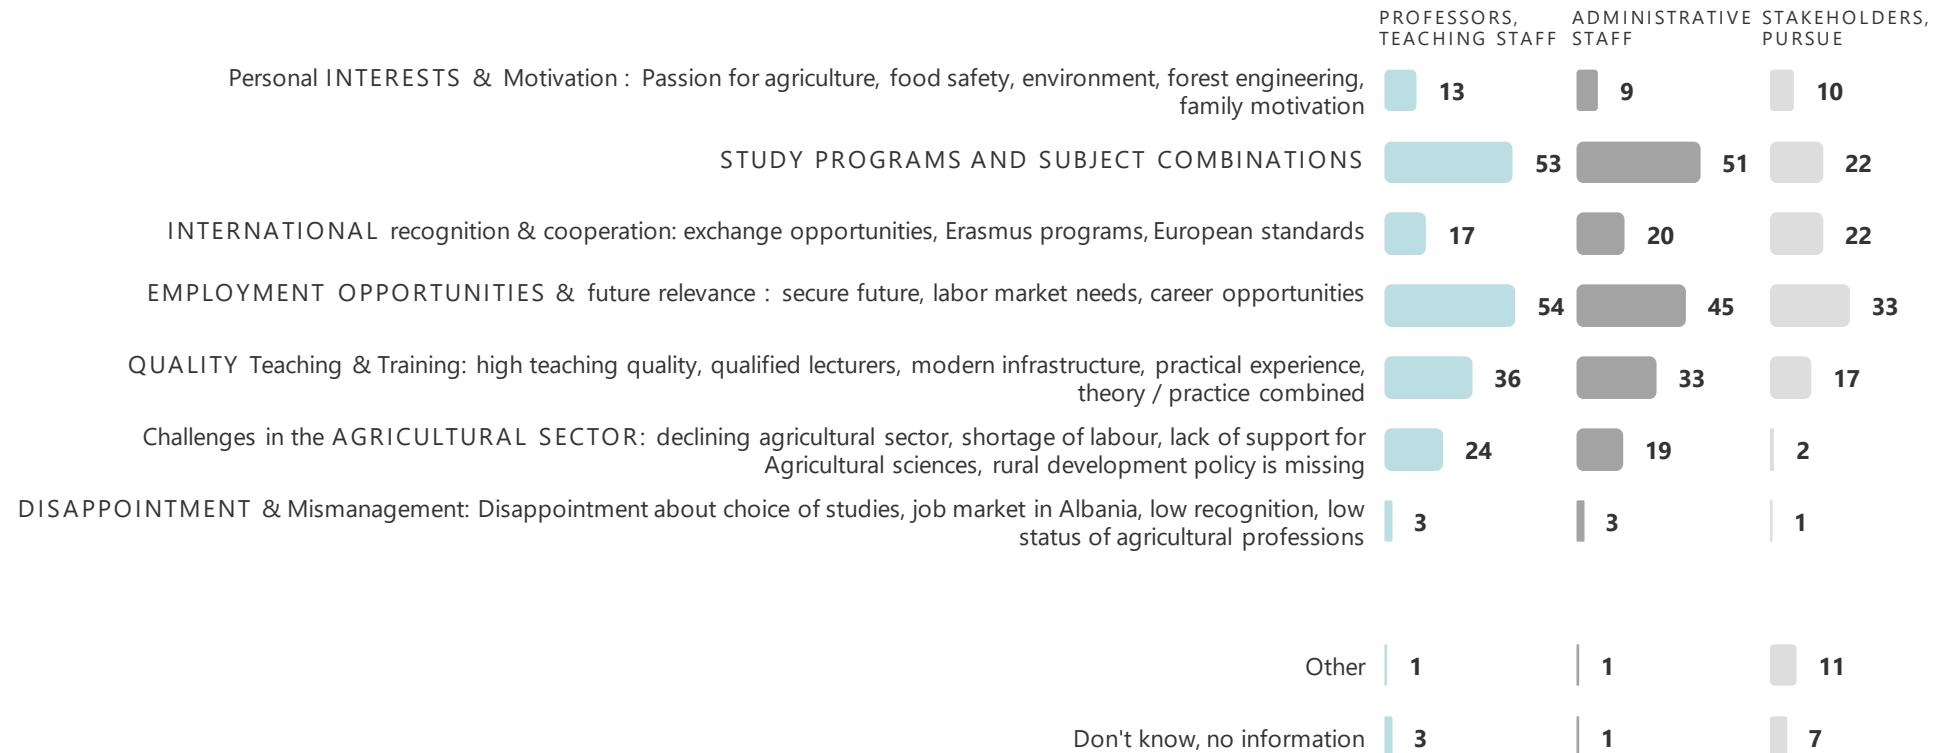 PROFESSORS, TEACHING STAFF
ADMINISTRATIVE STAFF
STAKEHOLDERS, PURSUE
Personal INTERESTS & Motivation : Passion for agriculture, food safety, environment, forest engineering,
family motivation
13 9 10
STUDY PROGRAMS AND SUBJECT COMBINATIONS 53 51 22
INTERNATIONAL recognition & cooperation: exchange opportunities, Erasmus programs, European standards 17 20 22
EMPLOYMENT OPPORTUNITIES & future relevance : secure future, labor market needs, career opportunities 54 45 33
QUALITY Teaching & Training: high teaching quality, qualified lecturers, modern infrastructure, practical experience,
theory / practice combined
36 33 17
Challenges in the AGRICULTURAL SECTOR: declining agricultural sector, shortage of labour, lack of support for
Agricultural sciences, rural development policy is missing
24 19 2
DISAPPOINTMENT & Mismanagement: Disappointment about choice of studies, job market in Albania, low recognition, low
status of agricultural professions
3 3 1
Other 1 1 11
Don't know, no information 3 1 7